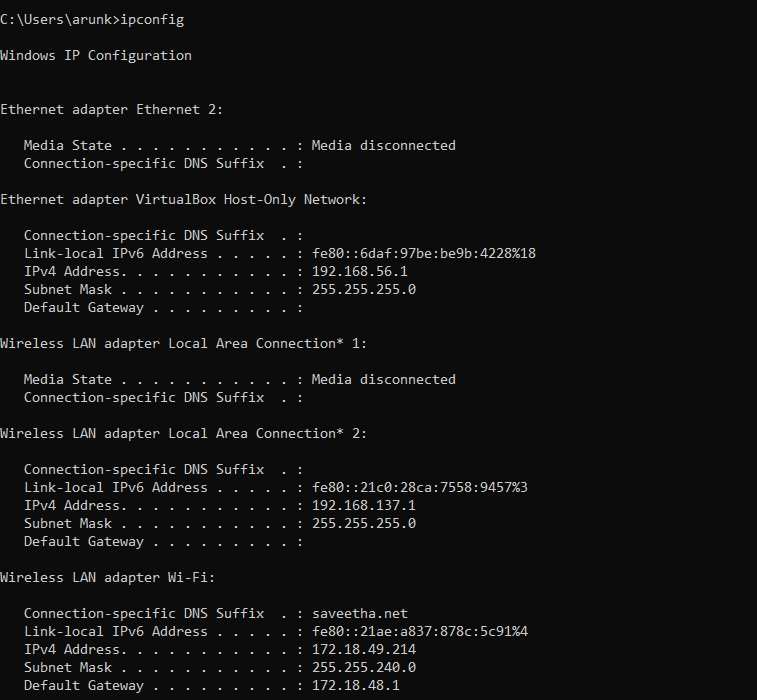 C:\Users\arunk>ipconfig
Windows IP Configuration
Ethernet adapter Ethernet 2:
   Media State . . . . . . . . . . . : Media disconnected
   Connection-specific DNS Suffix  . :
Ethernet adapter VirtualBox Host-Only Network:
   Connection-specific DNS Suffix  . :
   Link-local IPv6 Address . . . . . : fe80::6daf:97be:be9b:4228%18
   IPv4 Address. . . . . . . . . . . : 192.168.56.1
   Subnet Mask . . . . . . . . . . . : 255.255.255.0
   Default Gateway . . . . . . . . . :
Wireless LAN adapter Local Area Connection* 1:
   Media State . . . . . . . . . . . : Media disconnected
   Connection-specific DNS Suffix  . :
Wireless LAN adapter Local Area Connection* 2:
   Connection-specific DNS Suffix  . :
   Link-local IPv6 Address . . . . . : fe80::21c0:28ca:7558:9457%3
   IPv4 Address. . . . . . . . . . . : 192.168.137.1
   Subnet Mask . . . . . . . . . . . : 255.255.255.0
   Default Gateway . . . . . . . . . :
Wireless LAN adapter Wi-Fi:
   Connection-specific DNS Suffix  . : saveetha.net
   Link-local IPv6 Address . . . . . : fe80::21ae:a837:878c:5c91%4
   IPv4 Address. . . . . . . . . . . : 172.18.49.214
   Subnet Mask . . . . . . . . . . . : 255.255.240.0
   Default Gateway . . . . . . . . . : 172.18.48.1